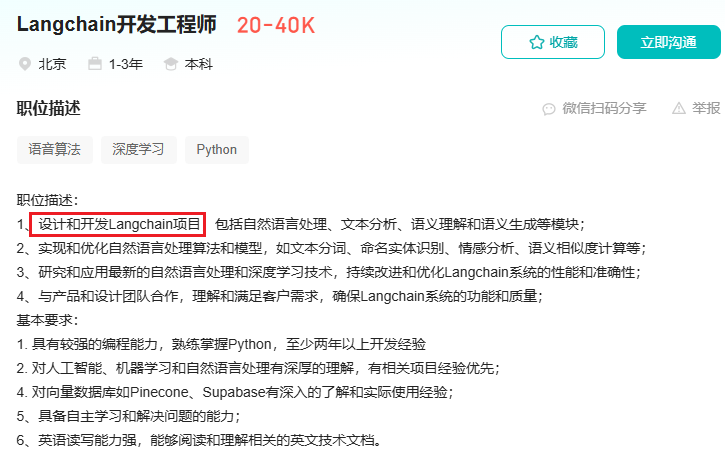 Langchain开发工程师 20-40K
收藏 立即沟通
北京 1-3年 本科
职位描述 微信扫码分享 举报
语音算法 深度学习 Python
职位描述：
1、设计和开发Langchain项目 包括自然语言处理、文本分析、语义理解和语义生成等模块；
2、实现和优化自然语言处理算法和模型，如文本分词、命名实体识别、情感分析、语义相似度计算等；
3、研究和应用最新的自然语言处理和深度学习技术，持续改进和优化Langchain系统的性能和准确性；
4、与产品和设计团队合作，理解和满足客户需求，确保Langchain系统的功能和质量；
基本要求：
1. 具有较强的编程能力，熟练掌握Python，至少两年以上开发经验
2. 对人工智能、机器学习和自然语言处理有深厚的理解，有相关项目经验优先；
4. 对向量数据库如Pinecone、Supabase有深入的了解和实际使用经验；
5、具备自主学习和解决问题的能力；
6、英语读写能力强，能够阅读和理解相关的英文技术文档。